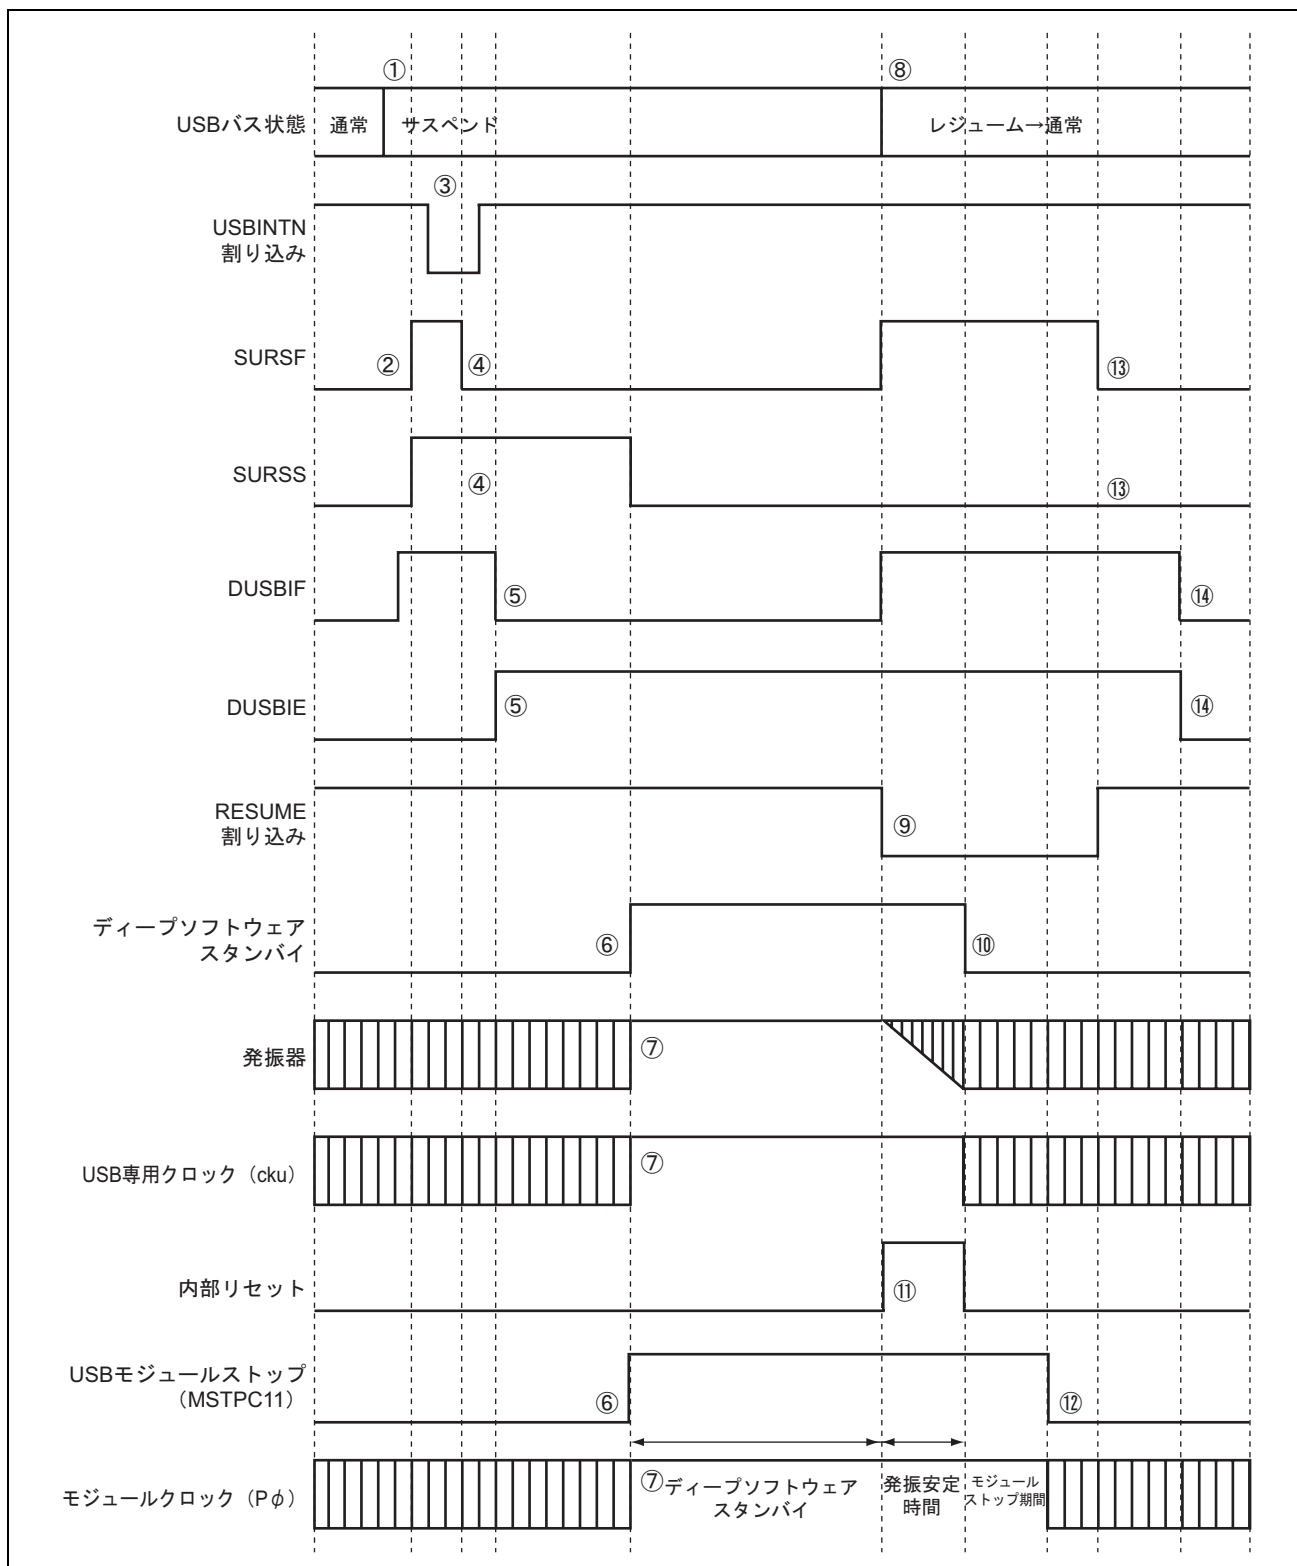 ① ⑧
USBバス状態 通常 サスペンド レジューム→通常
③
USBINTN
割り込み
SURSF ② ④ ⑬
SURSS ④ ⑬
DUSBIF ⑤ ⑭
DUSBIE ⑤ ⑭
RESUME
割り込み ⑨
ディープソフトウェア
スタンバイ ⑥ ⑩
発振器 ⑦
USB専用クロック（cku） ⑦
内部リセット ⑪
USBモジュールストップ
（MSTPC11） ⑥ ⑫
モジュールクロック（Pφ） ⑦ディープソフトウェア
スタンバイ
発振安定
時間
モジュール
ストップ期間